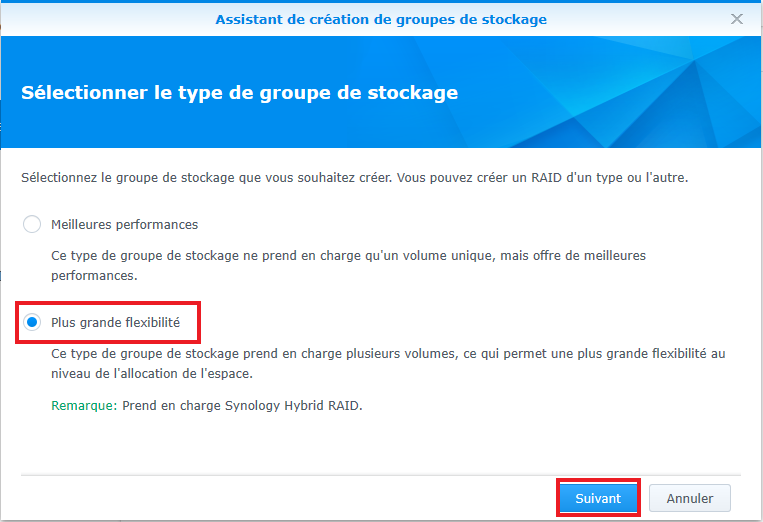 Assistant de création de groupes de stockage
Sélectionner le type de groupe de stockage
Sélectionnez le groupe de stockage que vous souhaitez créer. Vous pouvez créer un RAID d'un type ou l'autre.
Meilleures performances
Ce type de groupe de stockage ne prend en charge qu'un volume unique, mais offre de meilleures
performances.
Plus grande flexibilité
Ce type de groupe de stockage prend en charge plusieurs volumes, ce qui permet une plus grande flexibilité au
niveau de l'allocation de l'espace.
Remarque: Prend en charge Synology Hybrid RAID.
Suivant
Annuler